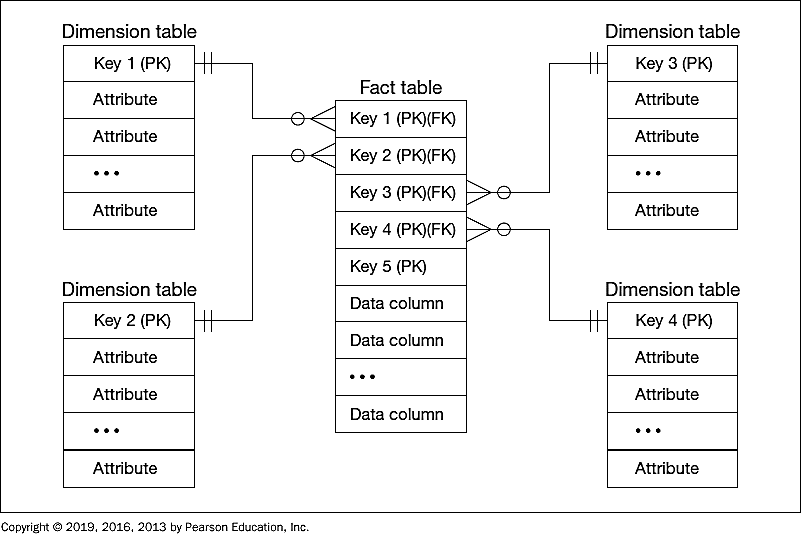 Dimension table
Key 1 (PK)
Attribute
Attribute
•••
Attribute
Dimension table
Key 2 (PK)
Attribute
Attribute
•••
Attribute
Fact table
Key 1 (PK)(FK)
Key 2 (PK)(FK)
Key 3 (PK)(FK)
Key 4 (PK)(FK)
Key 5 (PK)
Data column
Data column
•••
Data column
Dimension table
Key 3 (PK)
Attribute
Attribute
•••
Attribute
Dimension table
Key 4 (PK)
Attribute
Attribute
•••
Attribute
Copyright © 2019, 2016, 2013 by Pearson Education, Inc.